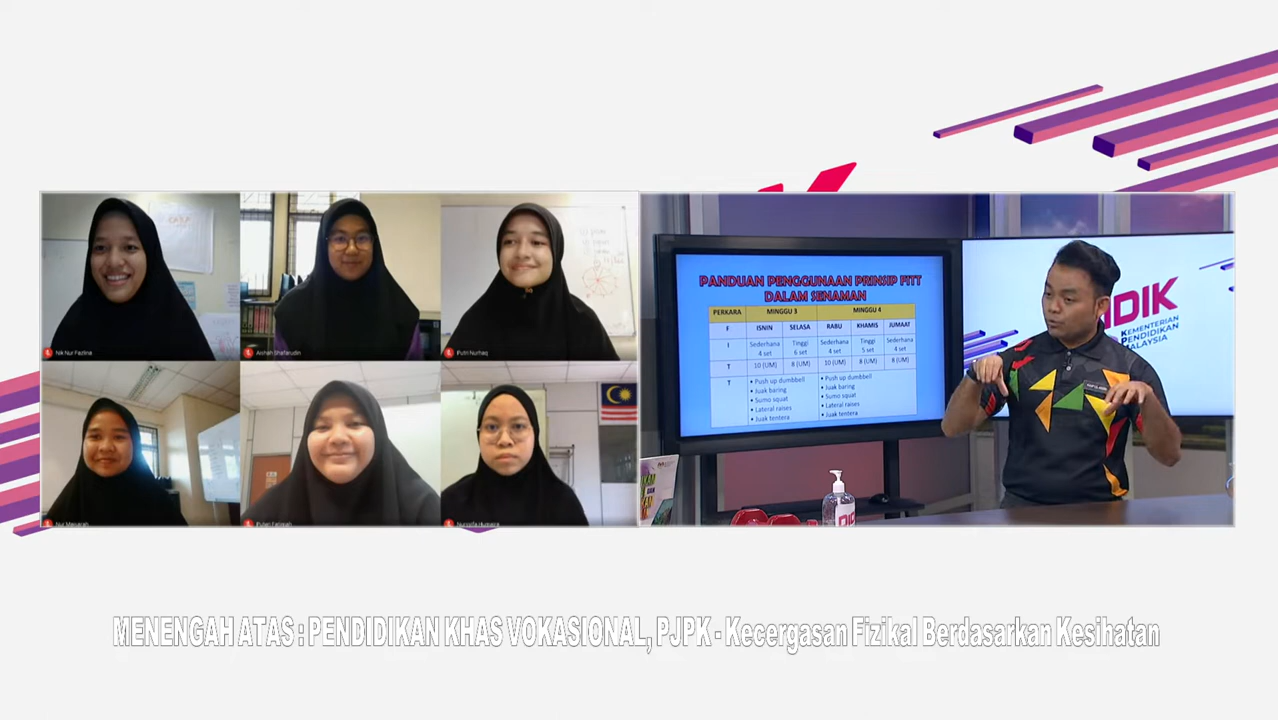 Nik Nur Fazlina
Aishah Shafarudin
Putri Nurhaq
Nur Maisarah
PANDUAN PENGGUNAAN PRINSIP FITT
DALAM SENAMAN
PERKARA MINGGU 3 MINGGU 4
F ISNIN SELASA RABU KHAMIS JUMAAT
I Sederhana 4 set Tinggi 6 set Sederhana 4 set Tinggi 5 set Sederhana 4 set
T 10 (UM) 8 (UM) 10 (UM) 8 (UM) 8 (UM)
T • Push up dumbbell • Push up dumbbell
• Juak baring • Juak baring
• Sumo squat • Sumo squat
• Lateral raises • Lateral raises
• Juak tentera • Juak tentera
DIK
KEMENTERIAN
PENDIDIKAN
MALAYSIA
MENENGAH ATAS : PENDIDIKAN KHAS VOKASIONAL, PJPK - Kecergasan Fizikal Berdasarkan Kesihatan